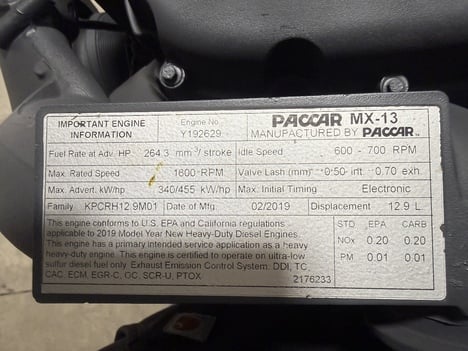 IMPORTANT ENGINE INFORMATION
Engine No
Y192629
PACCAR MX-13
MANUFACTURED BY PACCAR
Fuel Rate at Adv. HP 264.3 mm³/stroke
Idle Speed 600 - 700 RPM
Max. Rated Speed 1600 RPM
Valve Lash (mm) 0.50 int 0.70 exh
Max. Advert. kW/hp 340/455 kW/hp
Max. Initial Timing Electronic
Family KPCRH12.9M01
Date of Mfg. 02/2019
Displacement 12.9 L
This engine conforms to U.S. EPA and California regulations
applicable to 2019 Model Year New Heavy-Duty Diesel Engines.
This engine has a primary intended service application as a heavy
heavy-duty engine. This engine is certified to operate on ultra-low
sulfur diesel fuel only. Exhaust Emission Control System: DDI, TC,
CAC, ECM, EGR-C, OC, SCR-U, PTOX
2176233
STD EPA CARB
NOx 0.20 0.20
PM 0.01 0.01